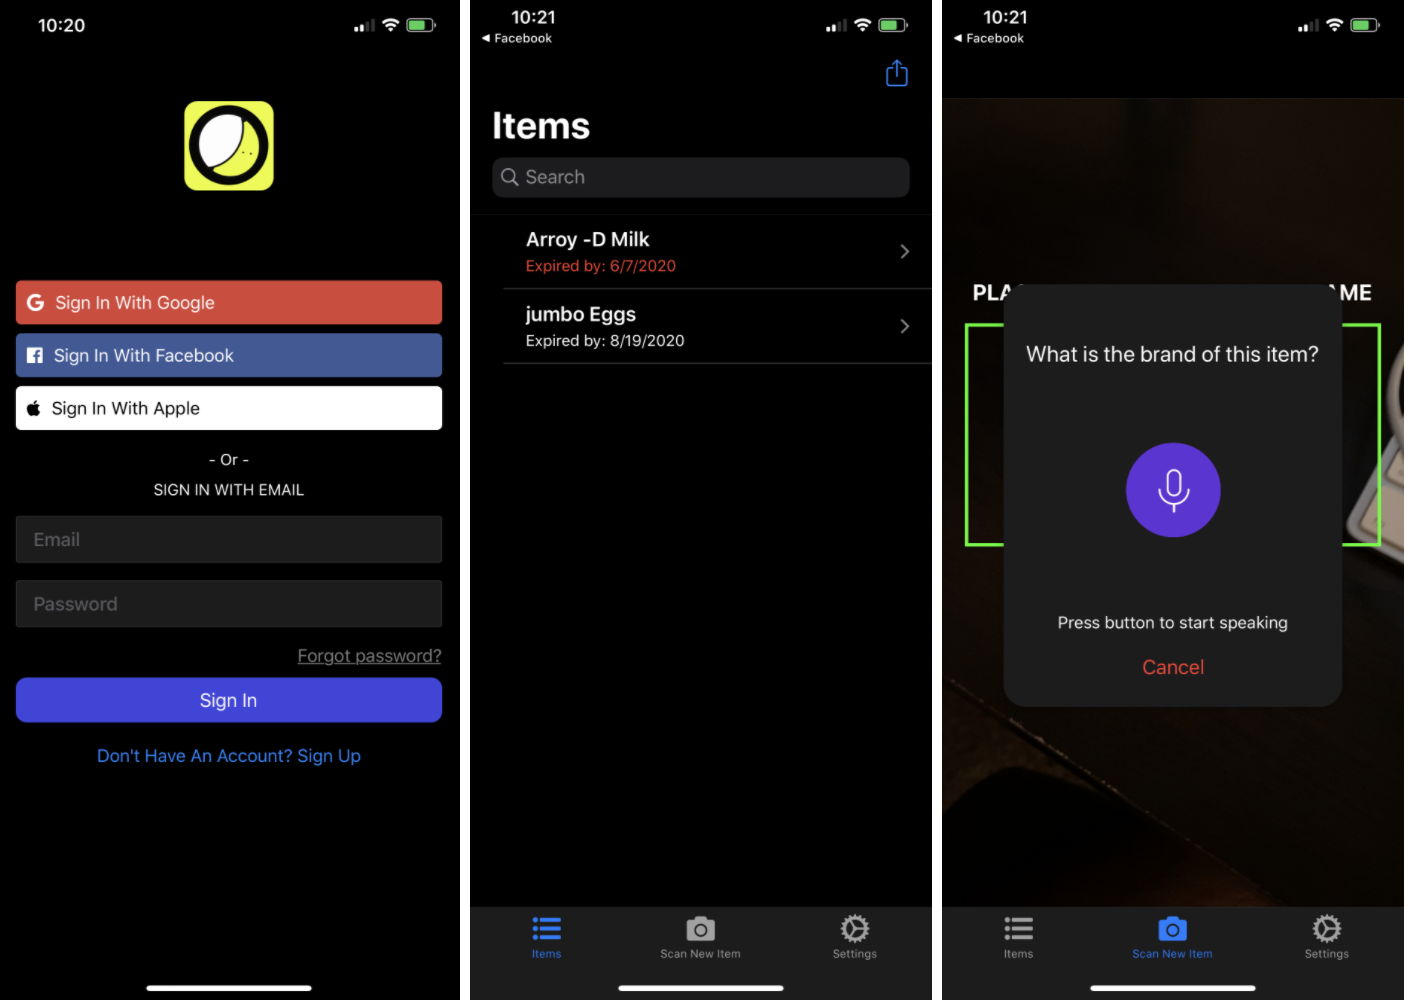 10:20
Sign In With Google
Sign In With Facebook
Sign In With Apple
- Or -
SIGN IN WITH EMAIL
Email
Password
Forgot password?
Sign In
Don't Have An Account? Sign Up
10:21
Facebook
Items
Search
Arroy -D Milk
Expired by: 6/7/2020
jumbo Eggs
Expired by: 8/19/2020
Items
Scan New Item
Settings
10:21
Facebook
What is the brand of this item?
Press button to start speaking
Cancel
Items
Scan New Item
Settings